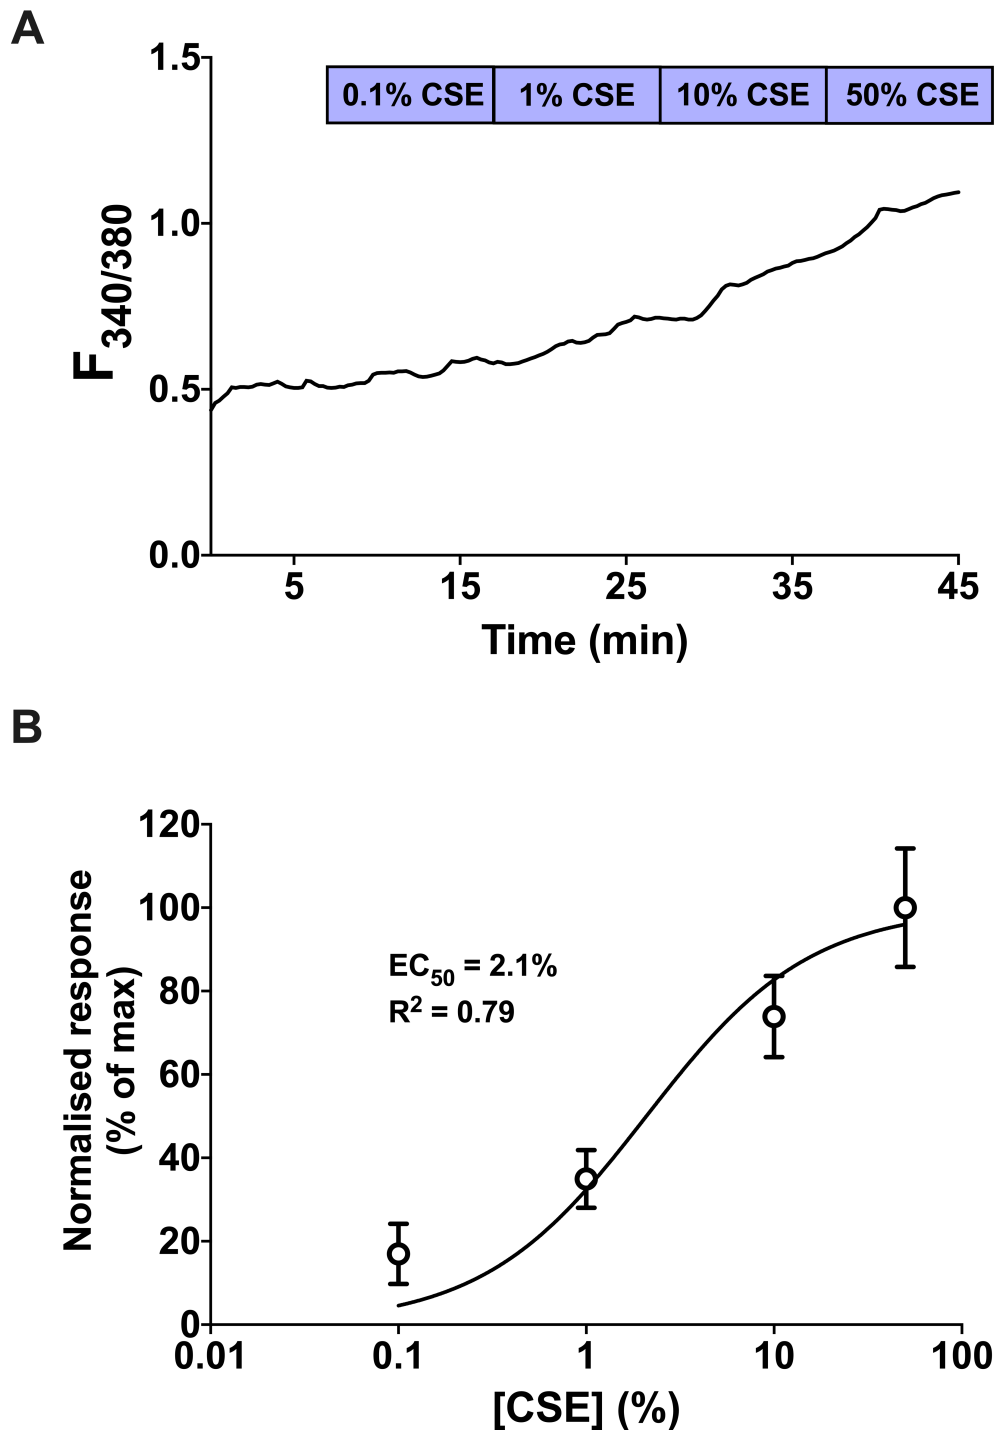 A
1.5
0.1% CSE 1% CSE 10% CSE 50% CSE
1.0
0.5
0.0
F340/380
5 15 25 35 45
Time (min)
B
120
100
80
60
40
20
0
Normalised response
(% of max)
EC50 = 2.1%
R2 = 0.79
0.01 0.1 1 10 100
[CSE] (%)